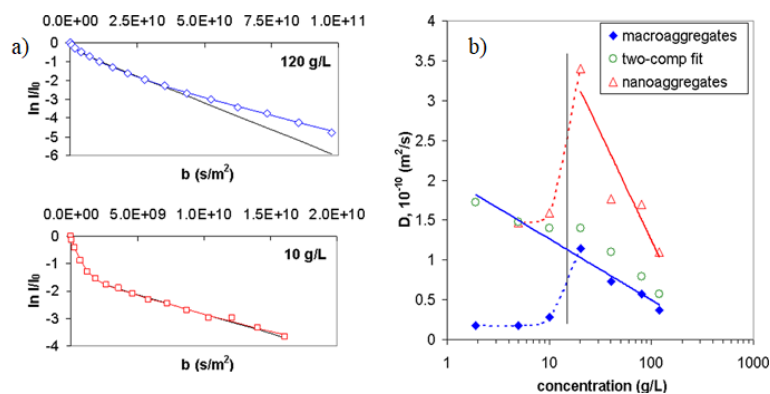 a)
0.0E+00 2.5E+10 5.0E+10 7.5E+10 1.0E+11
0
-1
-2
-3
-4
-5
-6
ln I/I₀
120 g/L
b (s/m²)
0.0E+00 5.0E+09 1.0E+10 1.5E+10 2.0E+10
0
-1
-2
-3
-4
ln I/I₀
10 g/L
b (s/m²)
b)
macroaggregates
two-comp fit
nanoaggregates
4
3.5
3
2.5
2
1.5
1
0.5
0
D, 10⁻¹⁰ (m²/s)
1 10 100 1000
concentration (g/L)